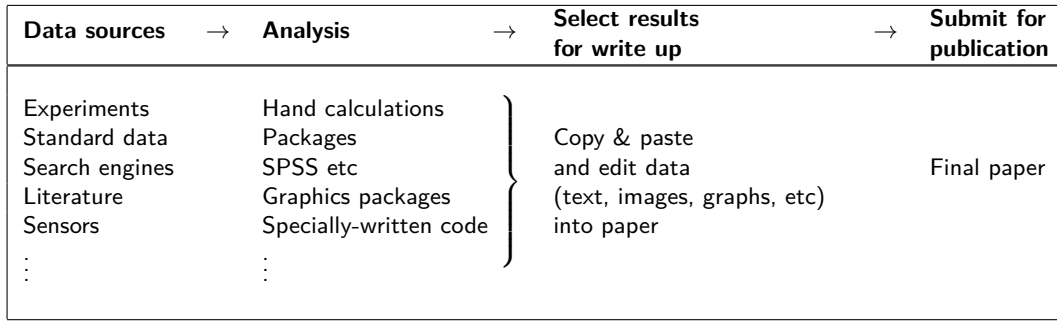 Data sources → Analysis → Select results for write up → Submit for publication
Experiments Hand calculations
Standard data Packages Copy & paste
Search engines SPSS etc and edit data Final paper
Literature Graphics packages (text, images, graphs, etc)
Sensors Specially-written code into paper
⋮ ⋮